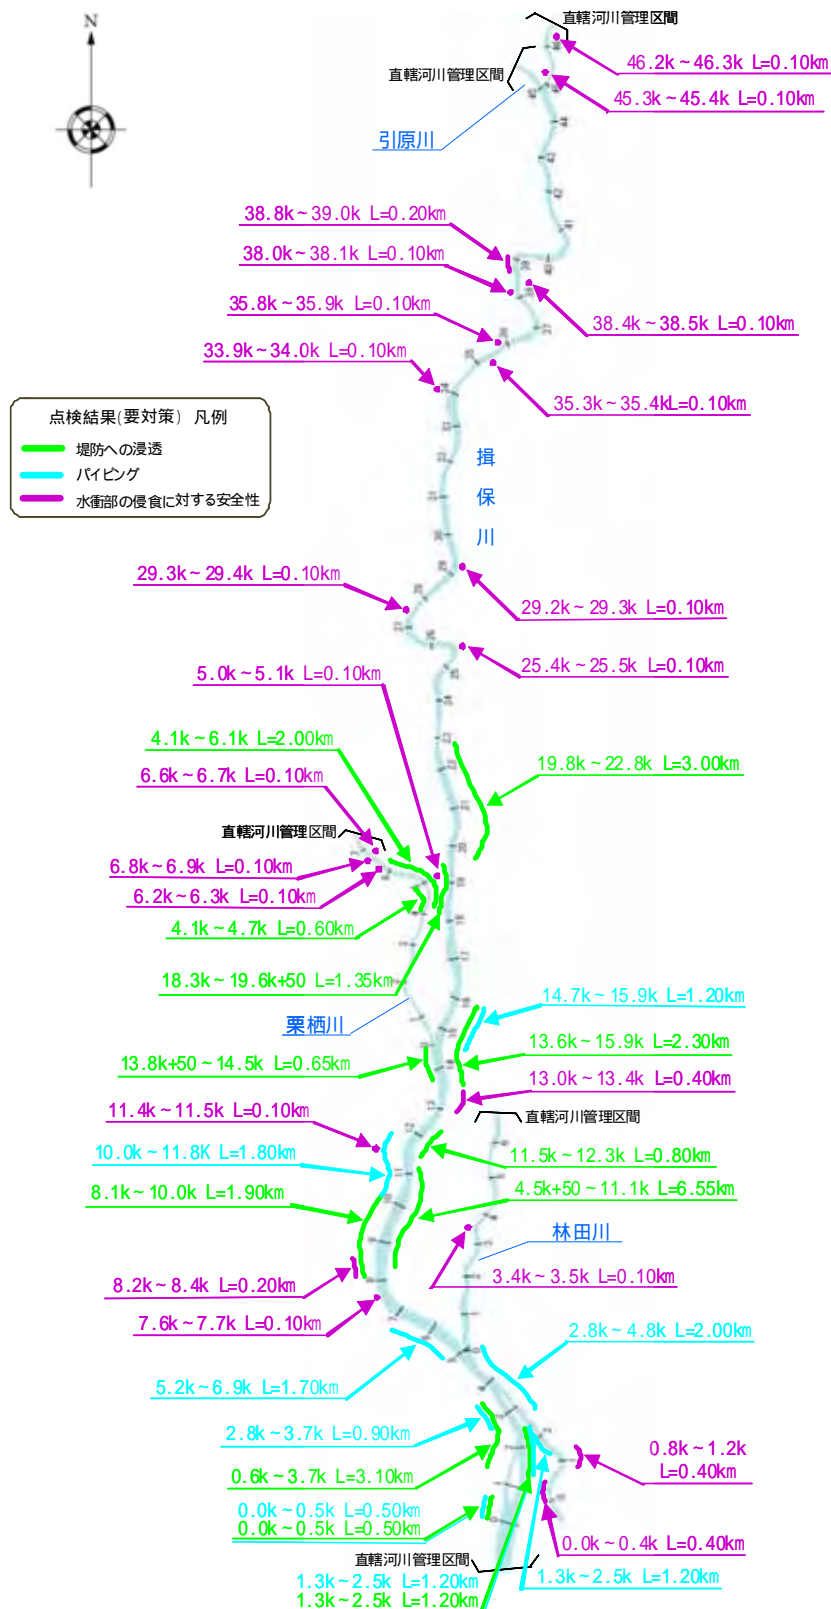 直轄河川管理区間
N
46.2k~46.3k L=0.10km
直轄河川管理区間
45.3k~45.4k L=0.10km
引原川
38.8k~39.0k L=0.20km
38.0k~38.1k L=0.10km
35.8k~35.9k L=0.10km
38.4k~38.5k L=0.10km
33.9k~34.0k L=0.10km
35.3k~35.4kL=0.10km
点検結果(要対策) 凡例
堤防への浸透
パイピング
水衝部の侵食に対する安全性
揖
保
川
29.3k~29.4k L=0.10km
29.2k~29.3k L=0.10km
25.4k~25.5k L=0.10km
5.0k~5.1k L=0.10km
4.1k~6.1k L=2.00km
19.8k~22.8k L=3.00km
6.6k~6.7k L=0.10km
直轄河川管理区間
6.8k~6.9k L=0.10km
6.2k~6.3k L=0.10km
4.1k~4.7k L=0.60km
18.3k~19.6k+50 L=1.35km
14.7k~15.9k L=1.20km
栗栖川
13.6k~15.9k L=2.30km
13.8k+50~14.5k L=0.65km
13.0k~13.4k L=0.40km
11.4k~11.5k L=0.10km
直轄河川管理区間
10.0k~11.8K L=1.80km
11.5k~12.3k L=0.80km
8.1k~10.0k L=1.90km
4.5k+50~11.1k L=6.55km
林田川
8.2k~8.4k L=0.20km
3.4k~3.5k L=0.10km
7.6k~7.7k L=0.10km
2.8k~4.8k L=2.00km
5.2k~6.9k L=1.70km
2.8k~3.7k L=0.90km
0.8k~1.2k
L=0.40km
0.6k~3.7k L=3.10km
0.0k~0.5k L=0.50km
0.0k~0.5k L=0.50km
0.0k~0.4k L=0.40km
直轄河川管理区間
1.3k~2.5k L=1.20km
1.3k~2.5k L=1.20km
1.3k~2.5k L=1.20km